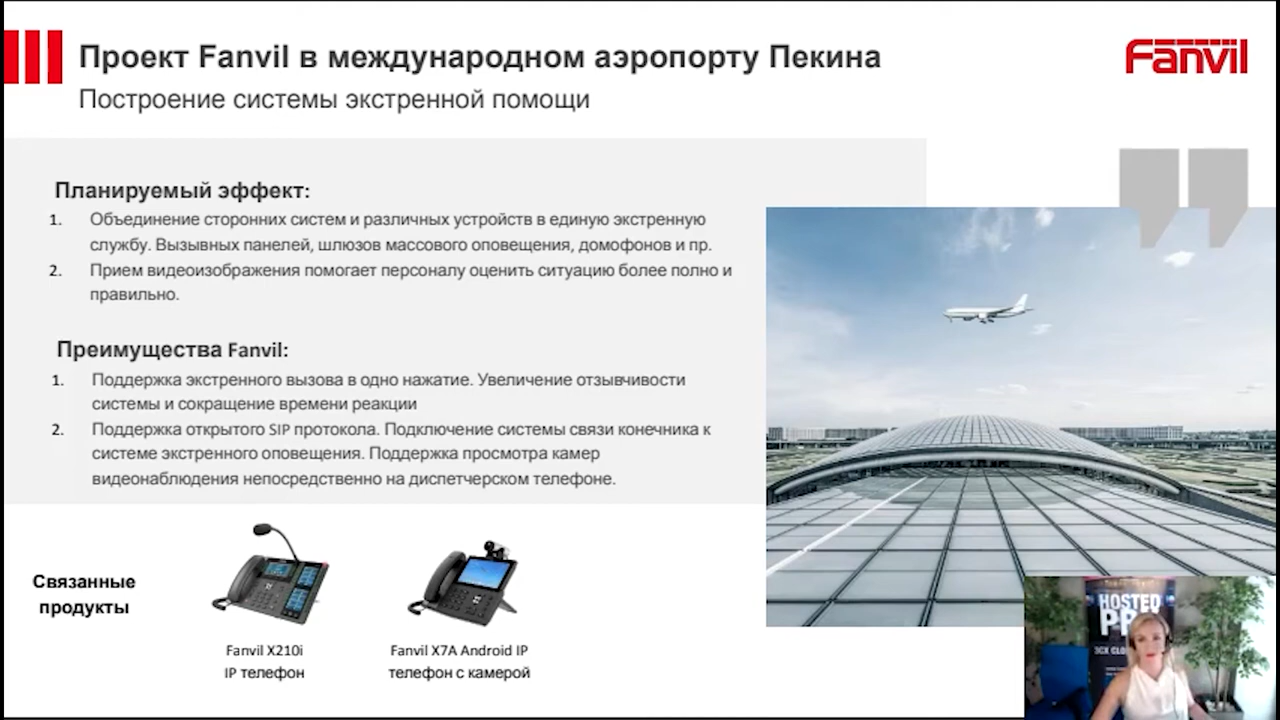 Проект Fanvil в международном аэропорту Пекина
Fanvil
Построение системы экстренной помощи
Планируемый эффект:
1. Объединение сторонних систем и различных устройств в единую экстренную
службу. Вызывных панелей, шлюзов массового оповещения, домофонов и пр.
2. Прием видеоизображения помогает персоналу оценить ситуацию более полно и
правильно.
Преимущества Fanvil:
1. Поддержка экстренного вызова в одно нажатие. Увеличение отзывчивости
системы и сокращение времени реакции
2. Поддержка открытого SIP протокола. Подключение системы связи конечника к
системе экстренного оповещения. Поддержка просмотра камер
видеонаблюдения непосредственно на диспетчерском телефоне.
Связанные
продукты
Fanvil X210i
IP телефон
Fanvil X7A Android IP
телефон с камерой
HOSTED
3CX